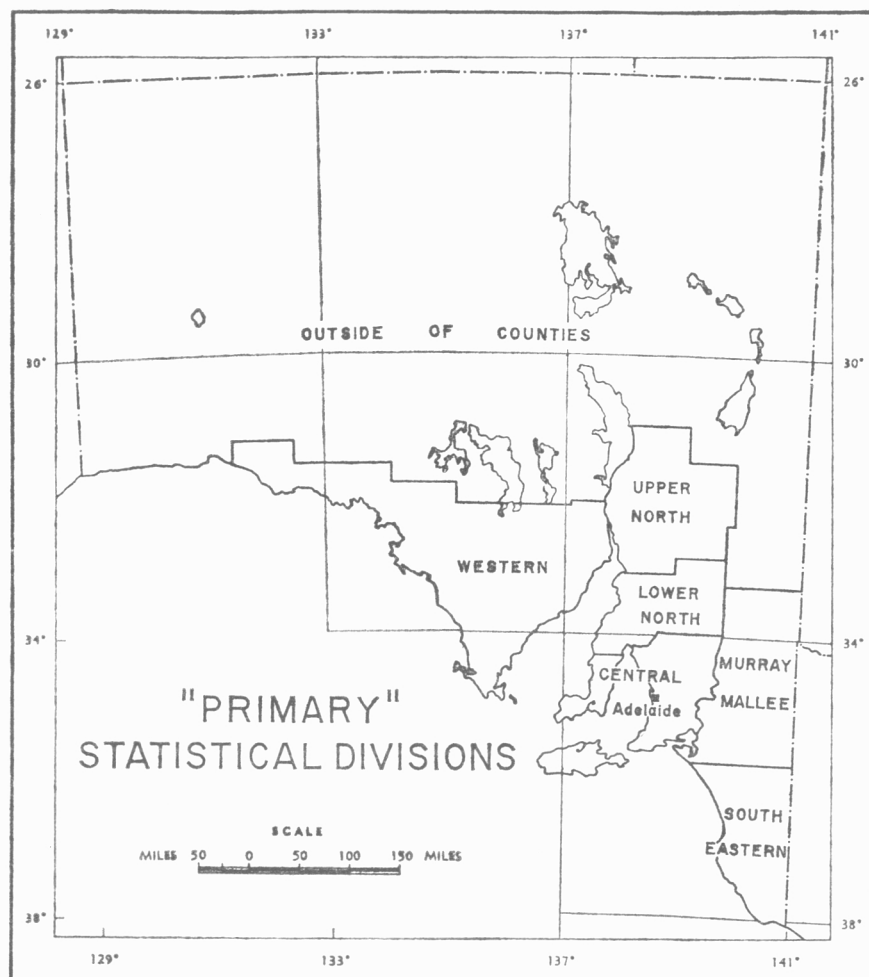 129° 133° 137° 141°
26° 26°
OUTSIDE OF COUNTIES
30° 30°
UPPER
NORTH
WESTERN
LOWER
NORTH
34° 34°
CENTRAL
MURRAY
MALLEE
Adelaide
"PRIMARY"
STATISTICAL DIVISIONS
SOUTH
EASTERN
SCALE
MILES 50 0 50 100 150 MILES
38° 38°
129° 133° 137° 141°